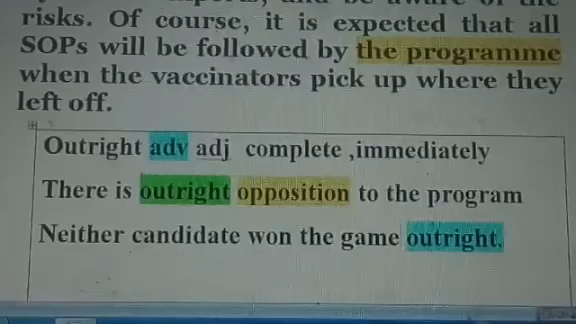 risks. Of course, it is expected that all
SOPs will be followed by the programme
when the vaccinators pick up where they
left off.
Outright adv adj complete ,immediately
There is outright opposition to the program
Neither candidate won the game outright.